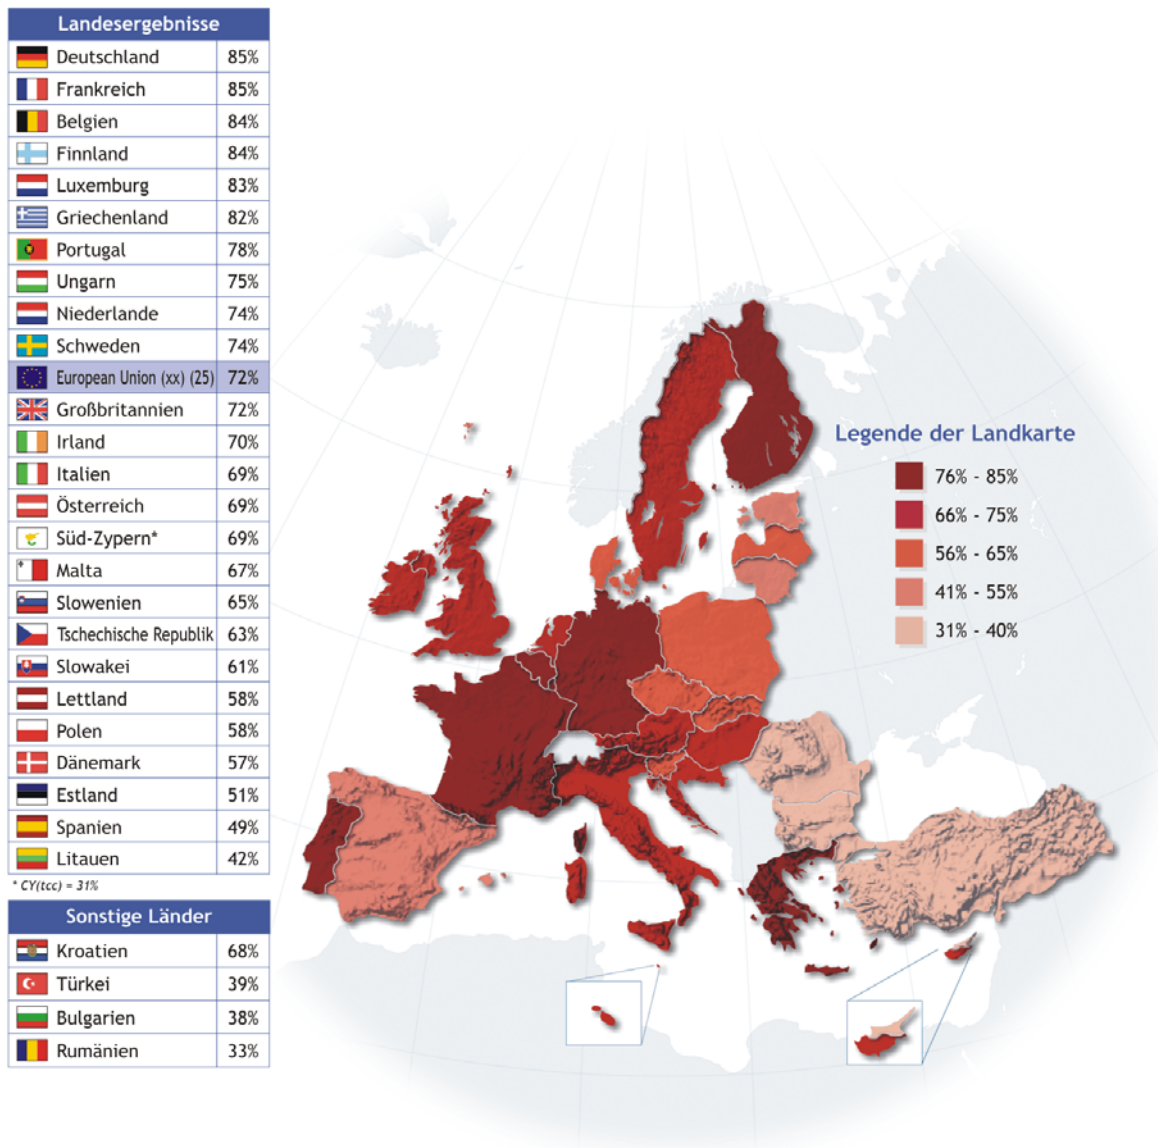 Landesergebnisse
Deutschland 85%
Frankreich 85%
Belgien 84%
Finnland 84%
Luxemburg 83%
Griechenland 82%
Portugal 78%
Ungarn 75%
Niederlande 74%
Schweden 74%
European Union (xx) (25) 72%
Großbritannien 72%
Irland 70%
Italien 69%
Österreich 69%
Süd-Zypern* 69%
Malta 67%
Slowenien 65%
Tschechische Republik 63%
Slowakei 61%
Lettland 58%
Polen 58%
Dänemark 57%
Estland 51%
Spanien 49%
Litauen 42%
* CY(tcc) = 31%
Sonstige Länder
Kroatien 68%
Türkei 39%
Bulgarien 38%
Rumänien 33%
Legende der Landkarte
76% - 85%
66% - 75%
56% - 65%
41% - 55%
31% - 40%